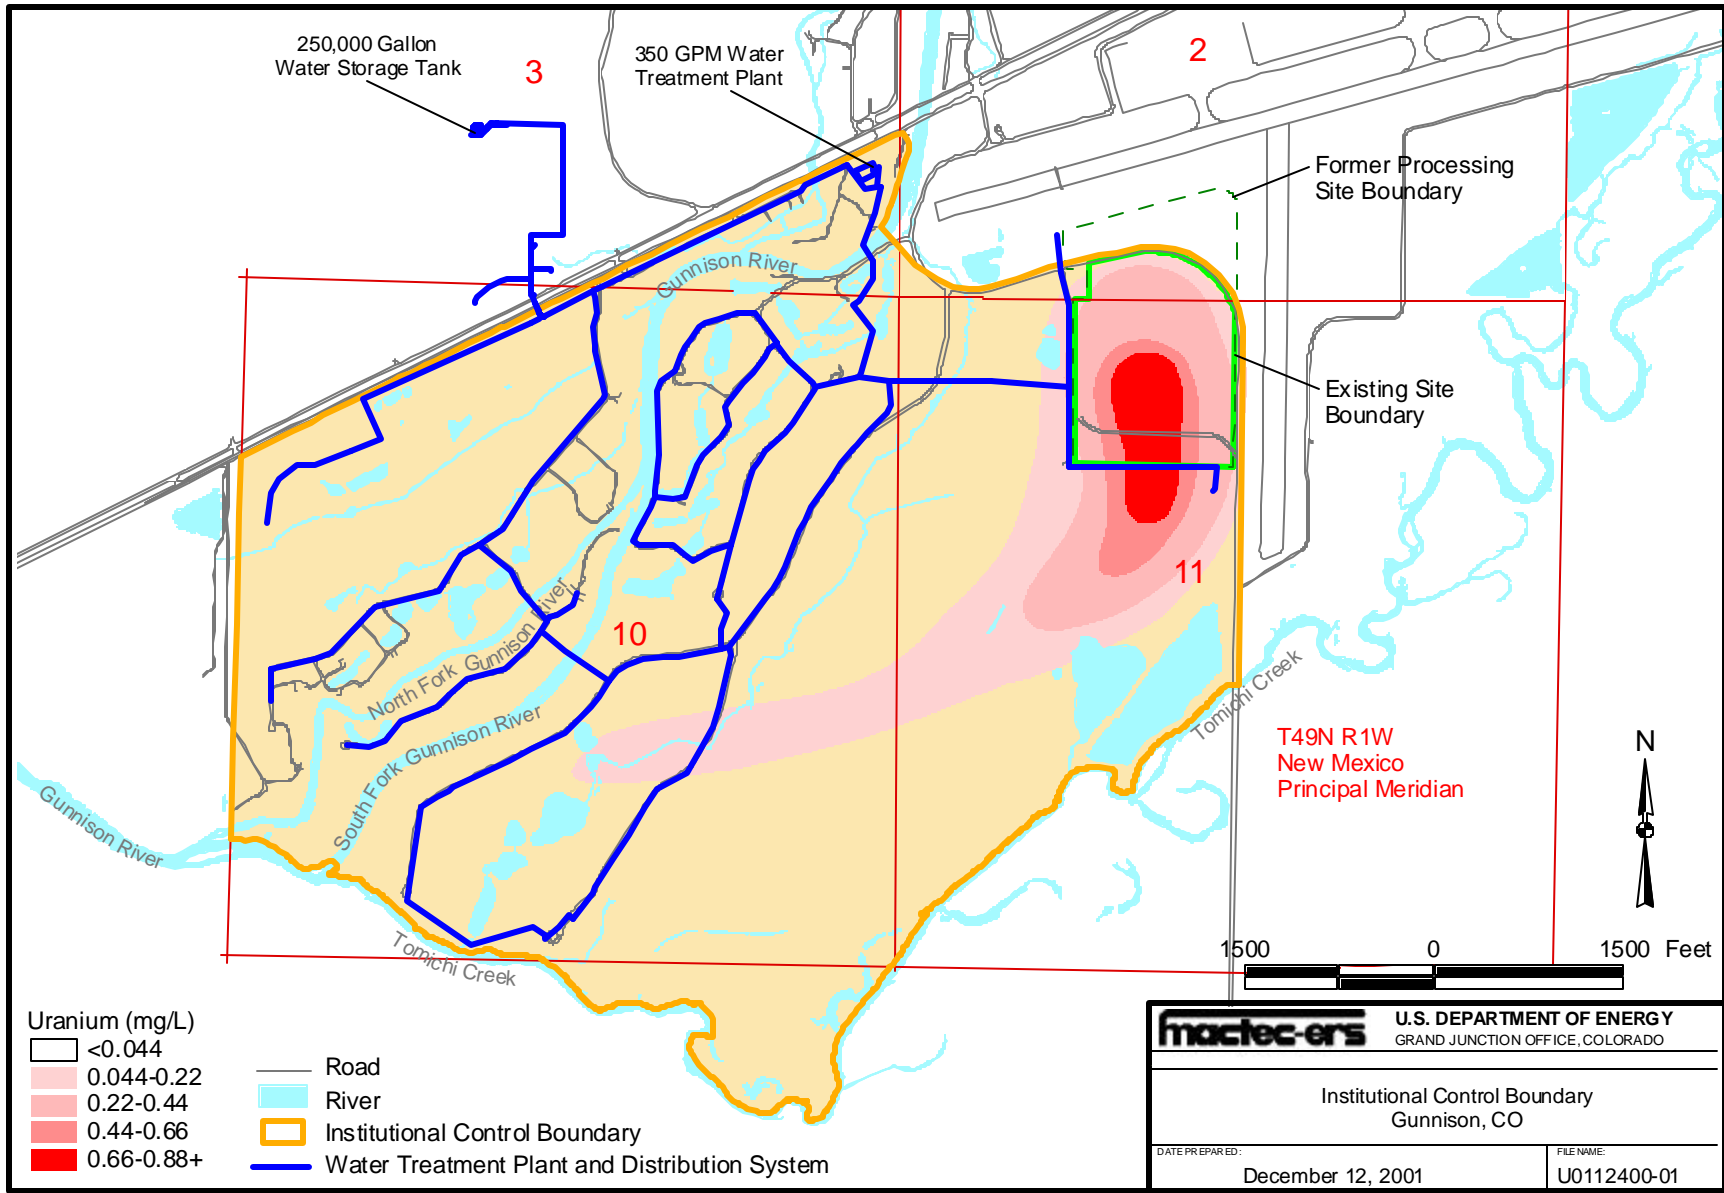 250,000 Gallon
Water Storage Tank
3
350 GPM Water
Treatment Plant
2
Former Processing
Site Boundary
Gunnison River
Existing Site
Boundary
11
10
North Fork Gunnison River
South Fork Gunnison River
Gunnison River
Tomichi Creek
Tomichi Creek
T49N R1W
New Mexico
Principal Meridian
N
1500 0 1500 Feet
Uranium (mg/L)
<0.044
0.044-0.22
0.22-0.44
0.44-0.66
0.66-0.88+
Road
River
Institutional Control Boundary
Water Treatment Plant and Distribution System
mactec-ers
U.S. DEPARTMENT OF ENERGY
GRAND JUNCTION OFFICE, COLORADO
Institutional Control Boundary
Gunnison, CO
DATE PREPARED:
December 12, 2001
FILE NAME:
U0112400-01